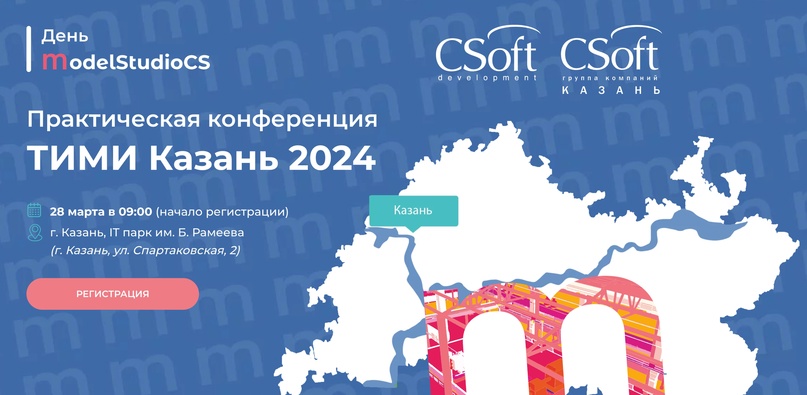 День
modelStudioCS
CSoft
development
CSoft
группа компаний
КАЗАНЬ
Практическая конференция
ТИМИ Казань 2024
28 марта в 09:00 (начало регистрации)
г. Казань, IT парк им. Б. Рамеева
(г. Казань, ул. Спартаковская, 2)
РЕГИСТРАЦИЯ
Казань